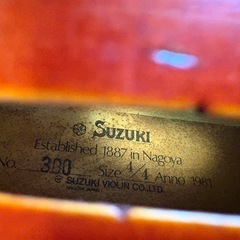 SUZUKI
Established 1887 in Nagoya
No. 300 Size 4/4 Anno 1981
© SUZUKI VIOLIN CO., LTD.